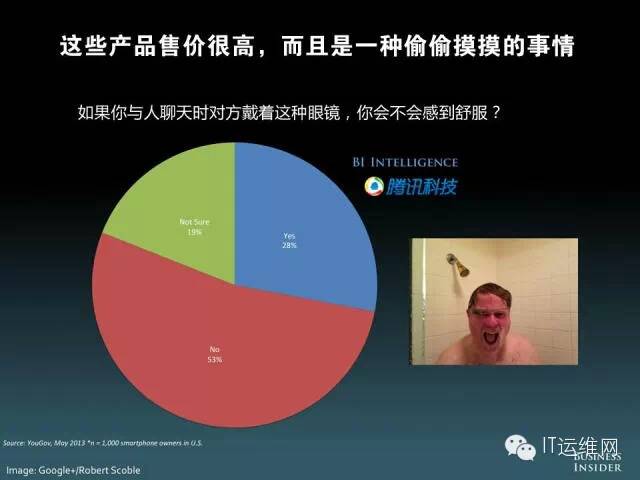 这些产品售价很高，而且是一种偷偷摸摸的事情
如果你与人聊天时对方戴着这种眼镜，你会不会感到舒服？
BI INTELLIGENCE
腾讯科技
Not Sure
19%
Yes
28%
No
53%
Source: YouGov, May 2013 *n = 1,000 smartphone owners in U.S.
IT运维网
BUSINESS
INSIDER
Image: Google+/Robert Scoble